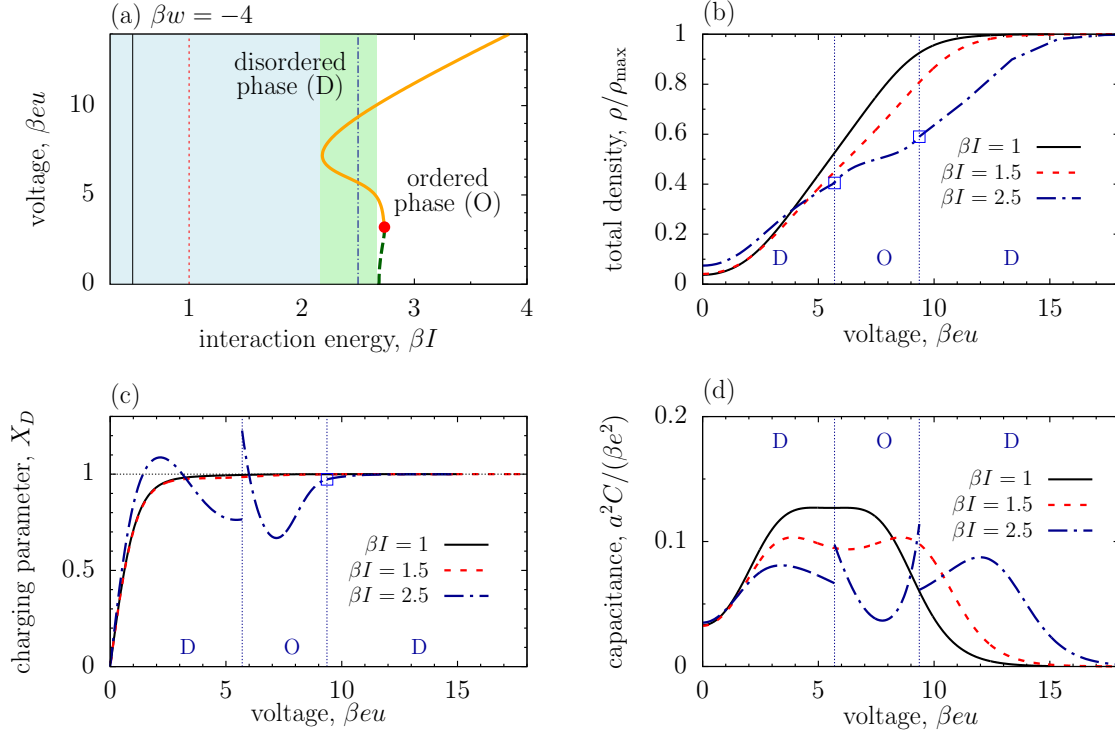 (a) βw = −4
voltage, βeu
10
5
0
1
2
3
4
interaction energy, βI
disordered
phase (D)
ordered
phase (O)
(b)
total density, ρ/ρmax
1
0.8
0.6
0.4
0.2
0
0
5
10
15
voltage, βeu
βI = 1
βI = 1.5
βI = 2.5
D
O
D
(c)
charging parameter, X_D
1
0.5
0
0
5
10
15
voltage, βeu
βI = 1
βI = 1.5
βI = 2.5
D
O
D
(d)
capacitance, a²C/(βe²)
0.2
0.1
0
0
5
10
15
voltage, βeu
D
O
D
βI = 1
βI = 1.5
βI = 2.5